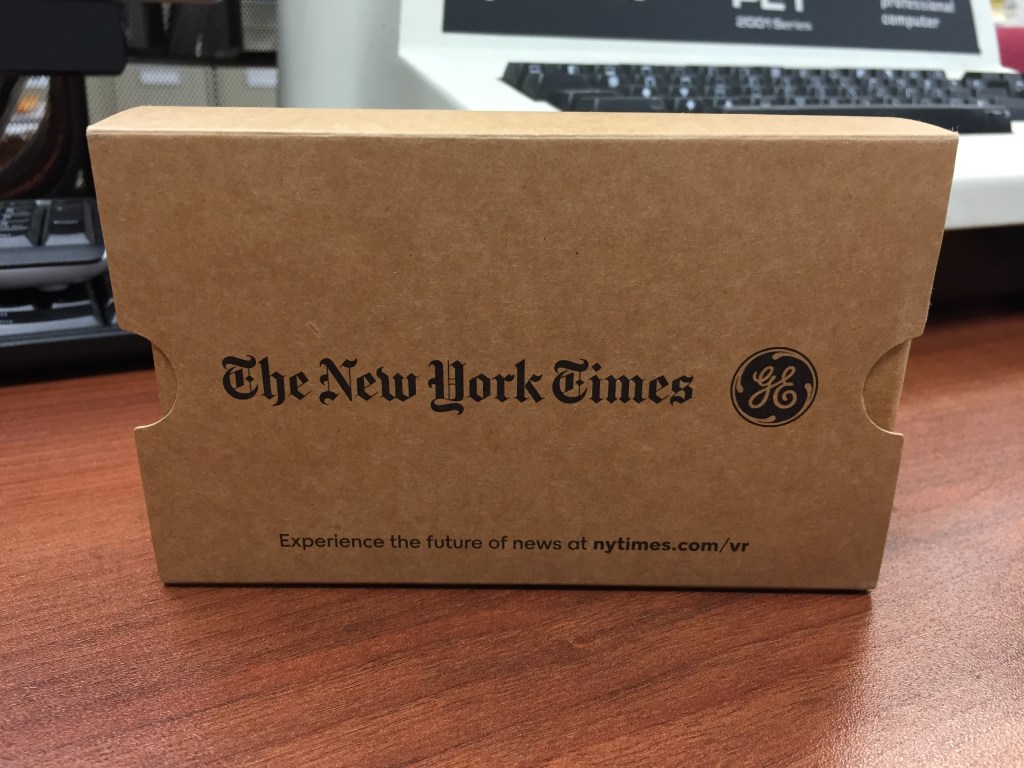 PET
2001 Series
professional
computer
The New York Times
GE
Experience the future of news at nytimes.com/vr